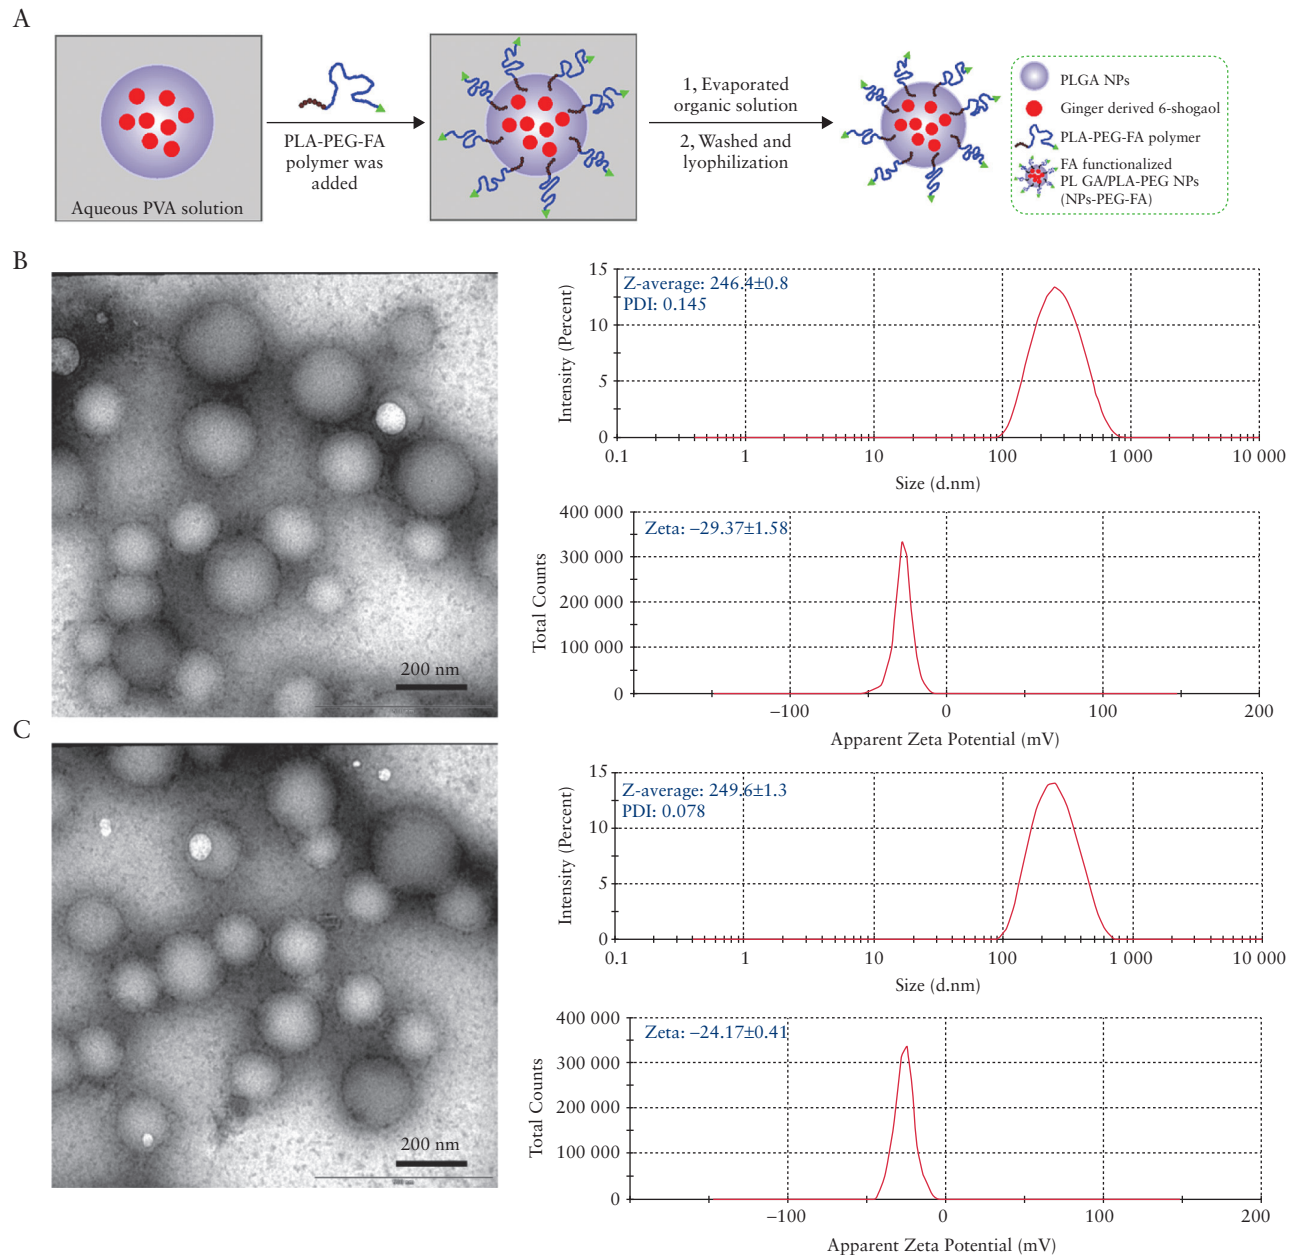 A
Aqueous PVA solution
PLA-PEG-FA
polymer was
added
1, Evaporated
organic solution
2, Washed and
lyophilization
PLGA NPs
Ginger derived 6-shogaol
PLA-PEG-FA polymer
FA functionalized
PL GA/PLA-PEG NPs
(NPs-PEG-FA)
B
200 nm
Z-average: 246.4±0.8
PDI: 0.145
Intensity (Percent)
15
10
5
0
0.1 1 10 100 1 000 10 000
Size (d.nm)
Zeta: −29.37±1.58
Total Counts
400 000
300 000
200 000
100 000
0
−100 0 100 200
Apparent Zeta Potential (mV)
C
200 nm
Z-average: 249.6±1.3
PDI: 0.078
Intensity (Percent)
15
10
5
0
0.1 1 10 100 1 000 10 000
Size (d.nm)
Zeta: −24.17±0.41
Total Counts
400 000
300 000
200 000
100 000
0
−100 0 100 200
Apparent Zeta Potential (mV)